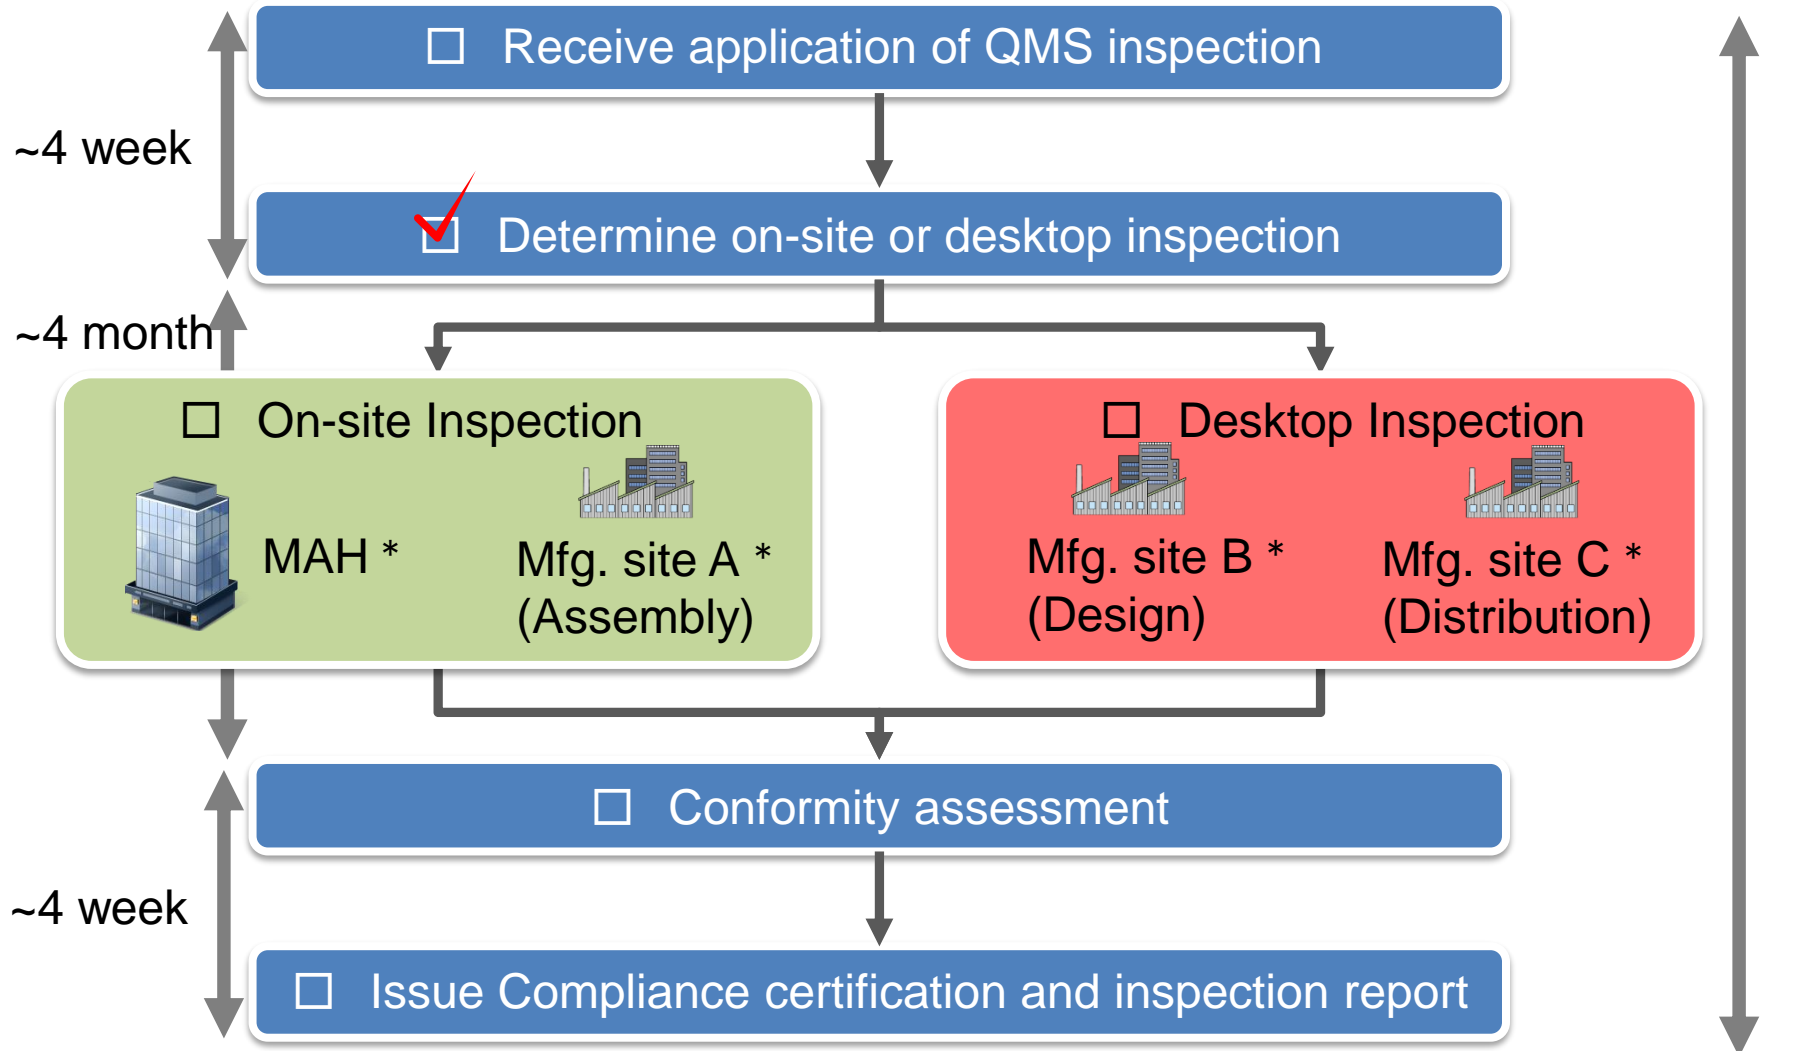 ☐ Receive application of QMS inspection
~4 week
☑ Determine on-site or desktop inspection
~4 month
☐ On-site Inspection
MAH *
Mfg. site A *
(Assembly)
☐ Desktop Inspection
Mfg. site B *
(Design)
Mfg. site C *
(Distribution)
☐ Conformity assessment
~4 week
☐ Issue Compliance certification and inspection report